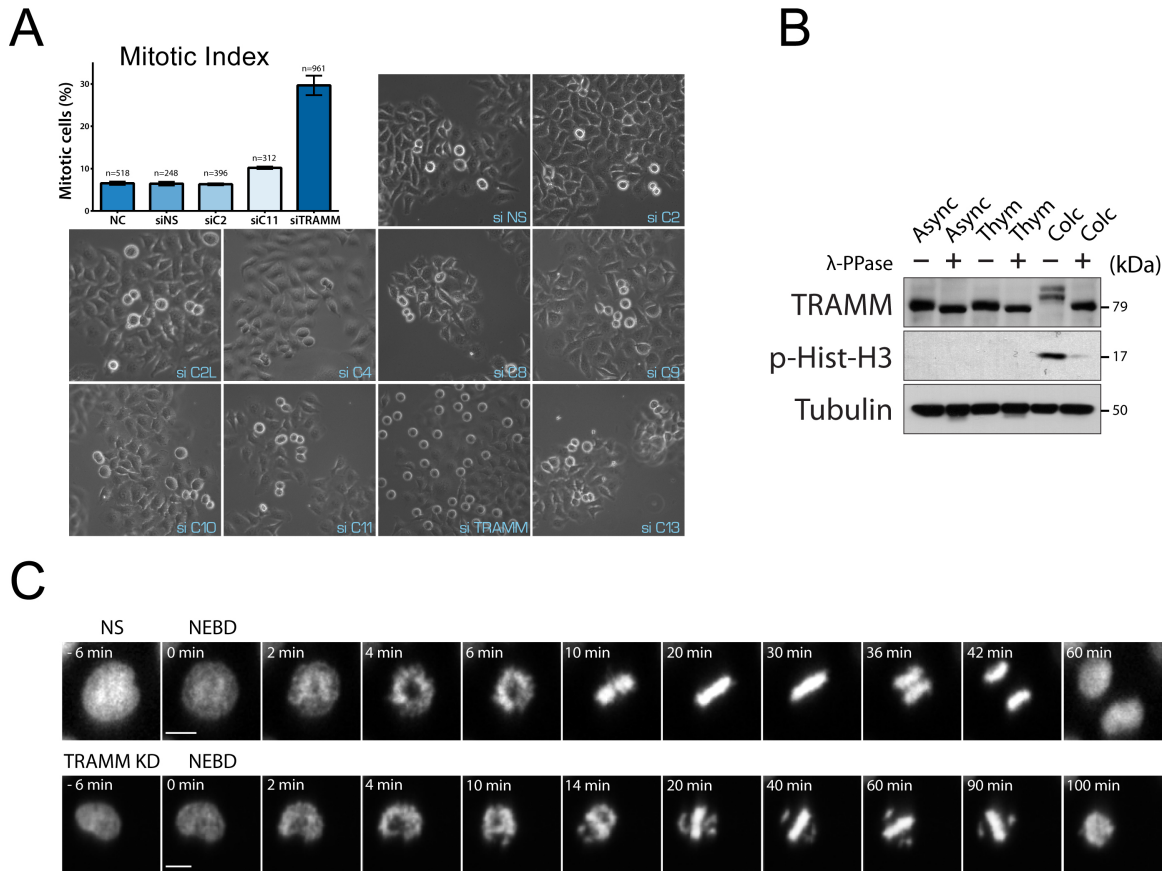 A
Mitotic Index
Mitotic cells (%)
30
20
10
0
n=518
n=248
n=396
n=312
n=961
NC siNS siC2 siC11 siTRAMM
si NS
si C2
si C2L
si C4
si C8
si C9
si C10
si C11
si TRAMM
si C13
B
Async Async Thym Thym Colc Colc
λ-PPase − + − + − + (kDa)
TRAMM 79
p-Hist-H3 17
Tubulin 50
C
NS NEBD
- 6 min 0 min 2 min 4 min 6 min 10 min 20 min 30 min 36 min 42 min 60 min
TRAMM KD NEBD
- 6 min 0 min 2 min 4 min 10 min 14 min 20 min 40 min 60 min 90 min 100 min